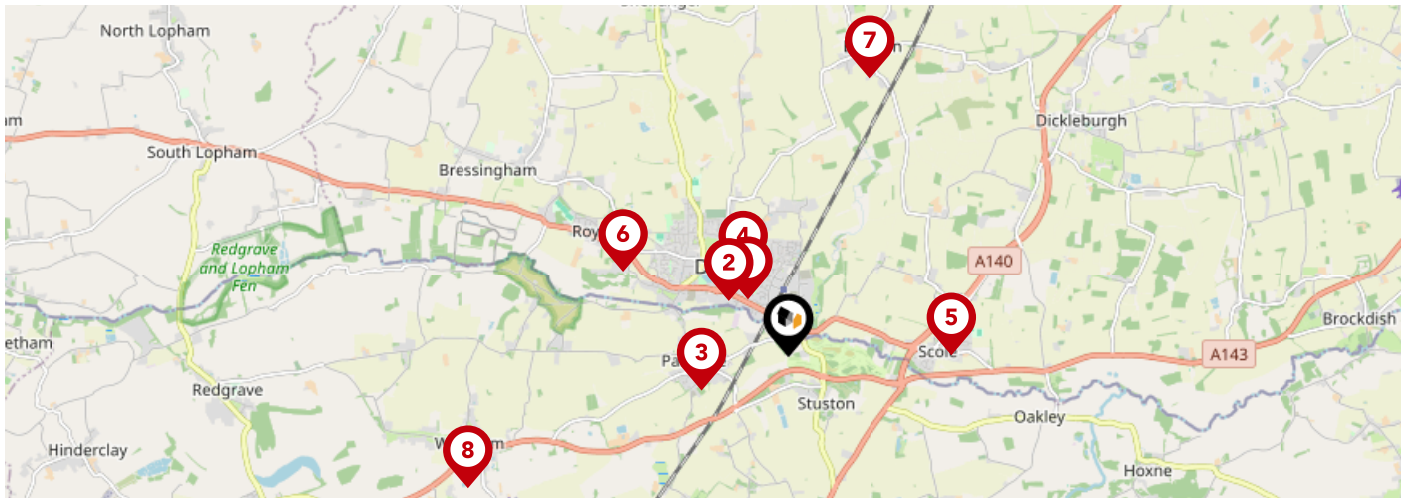 North Lopham
7
am
Dickleburgh
South Lopham
Bressingham
Roy
6
4
2
D
Redgrave
and Lopham
Fen
A140
5
Brockdish
etham
3
Pa
Scole
A143
Redgrave
Stuston
Oakley
W
m
8
Hinderclay
Hoxne